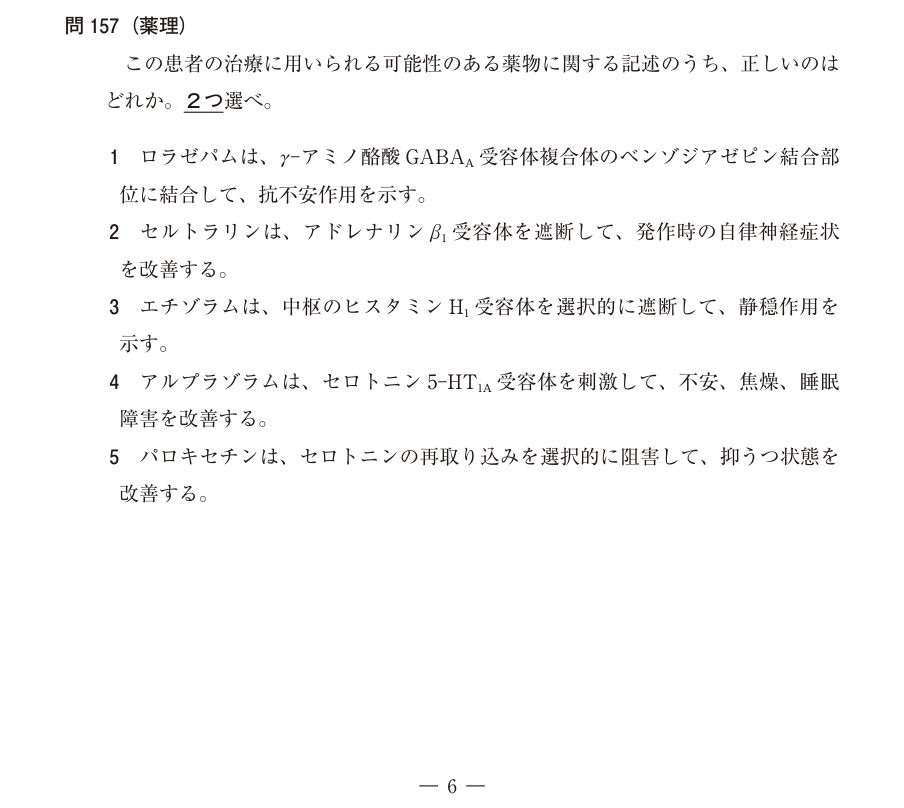 問 157（薬理）
この患者の治療に用いられる可能性のある薬物に関する記述のうち、正しいのは
どれか。２つ選べ。
1 ロラゼパムは、γ-アミノ酪酸 GABAA 受容体複合体のベンゾジアゼピン結合部
位に結合して、抗不安作用を示す。
2 セルトラリンは、アドレナリン β1 受容体を遮断して、発作時の自律神経症状
を改善する。
3 エチゾラムは、中枢のヒスタミン H1 受容体を選択的に遮断して、静穏作用を
示す。
4 アルプラゾラムは、セロトニン 5-HT1A 受容体を刺激して、不安、焦燥、睡眠
障害を改善する。
5 パロキセチンは、セロトニンの再取り込みを選択的に阻害して、抑うつ状態を
改善する。
— 6 —